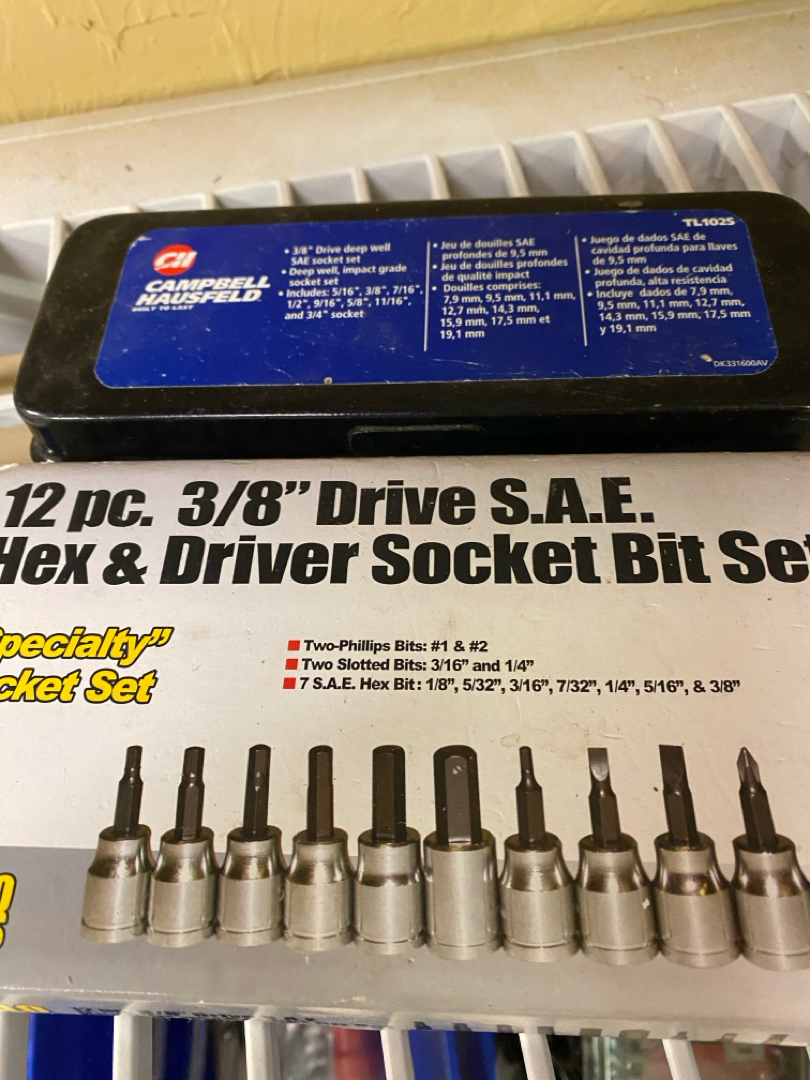 TL1025
CAMPBELL
HAUSFELD
BUILT TO LAST
• 3/8" Drive deep well
SAE socket set
• Deep well, impact grade
socket set
• Includes: 5/16", 3/8", 7/16",
1/2", 9/16", 5/8", 11/16",
and 3/4" socket
• Jeu de douilles SAE
profondes de 9,5 mm
• Jeu de douilles profondes
de qualité impact
• Douilles comprises:
7,9 mm, 9,5 mm, 11,1 mm,
12,7 mm, 14,3 mm,
15,9 mm, 17,5 mm et
19,1 mm
• Juego de dados SAE de
cavidad profunda para llaves
de 9,5 mm
• Juego de dados de cavidad
profunda, alta resistencia
• Incluye dados de 7,9 mm,
9,5 mm, 11,1 mm, 12,7 mm,
14,3 mm, 15,9 mm, 17,5 mm
y 19,1 mm
DK331600AV
12 pc. 3/8" Drive S.A.E.
Hex & Driver Socket Bit Set
pecialty"
cket Set
Two-Phillips Bits: #1 & #2
Two Slotted Bits: 3/16" and 1/4"
7 S.A.E. Hex Bit: 1/8", 5/32", 3/16", 7/32", 1/4", 5/16", & 3/8"